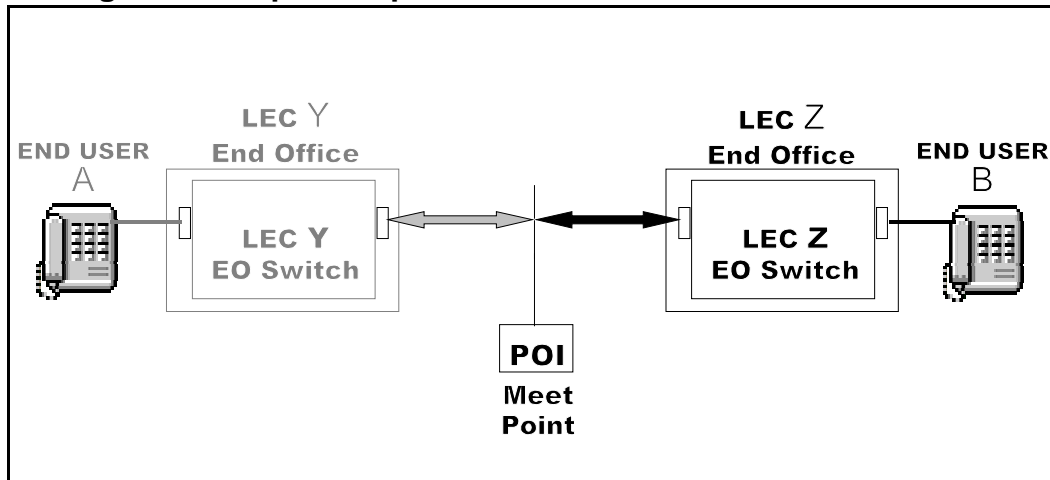 LEC Y
End Office
END USER
A
LEC Y
EO Switch
LEC Z
End Office
END USER
B
LEC Z
EO Switch
POI
Meet
Point